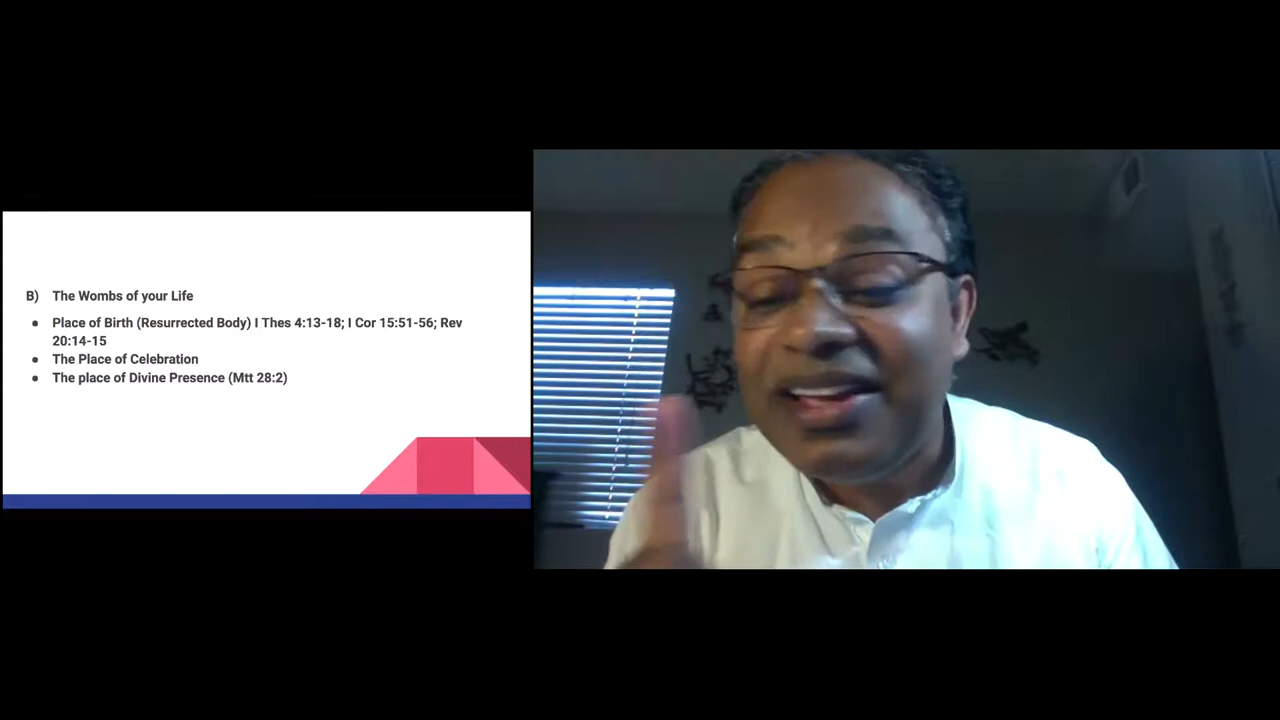 B) The Wombs of your Life
● Place of Birth (Resurrected Body) I Thes 4:13-18; I Cor 15:51-56; Rev
20:14-15
● The Place of Celebration
● The place of Divine Presence (Mtt 28:2)